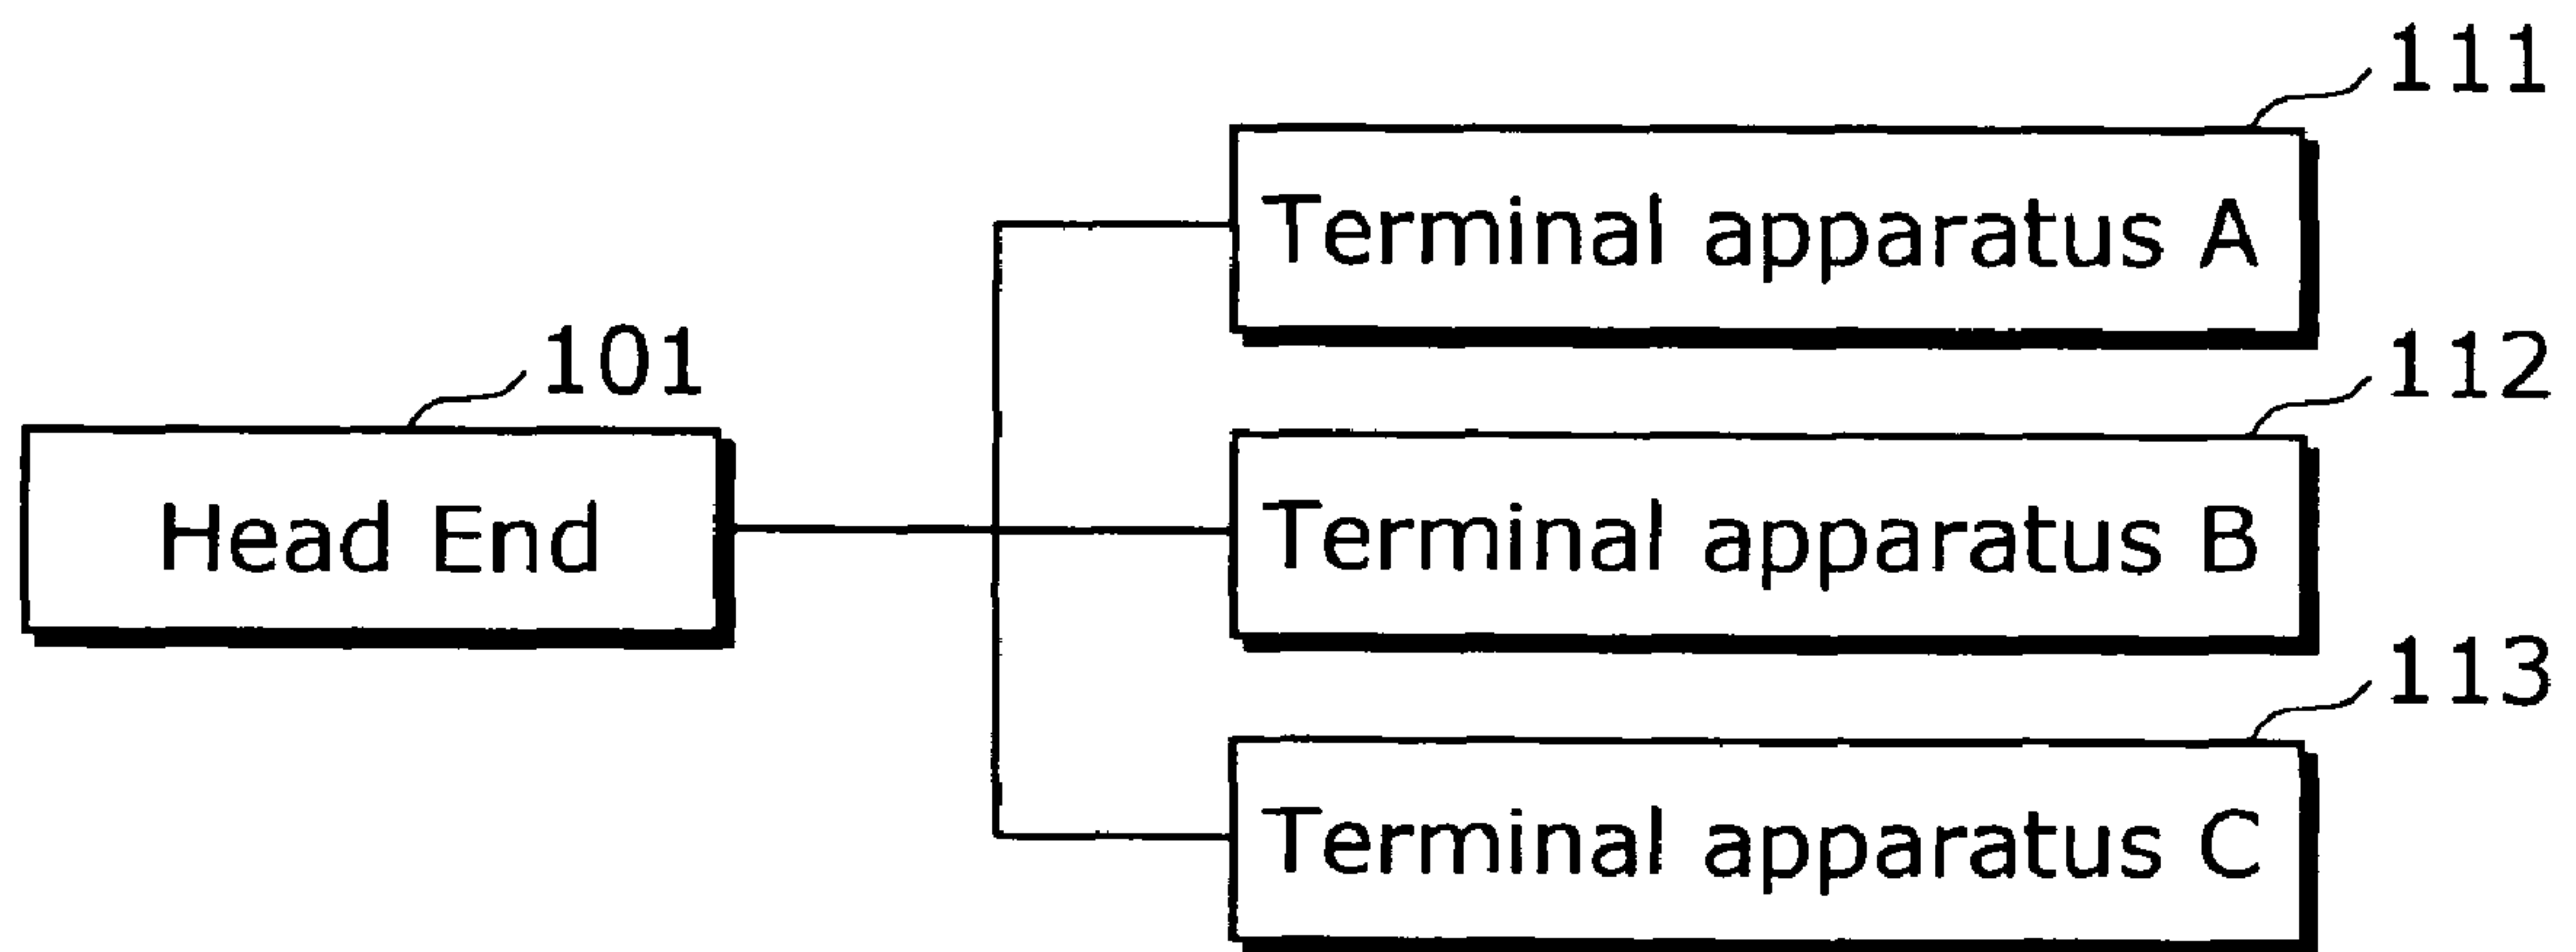 111
Terminal apparatus A
101
112
Head End
Terminal apparatus B
113
Terminal apparatus C